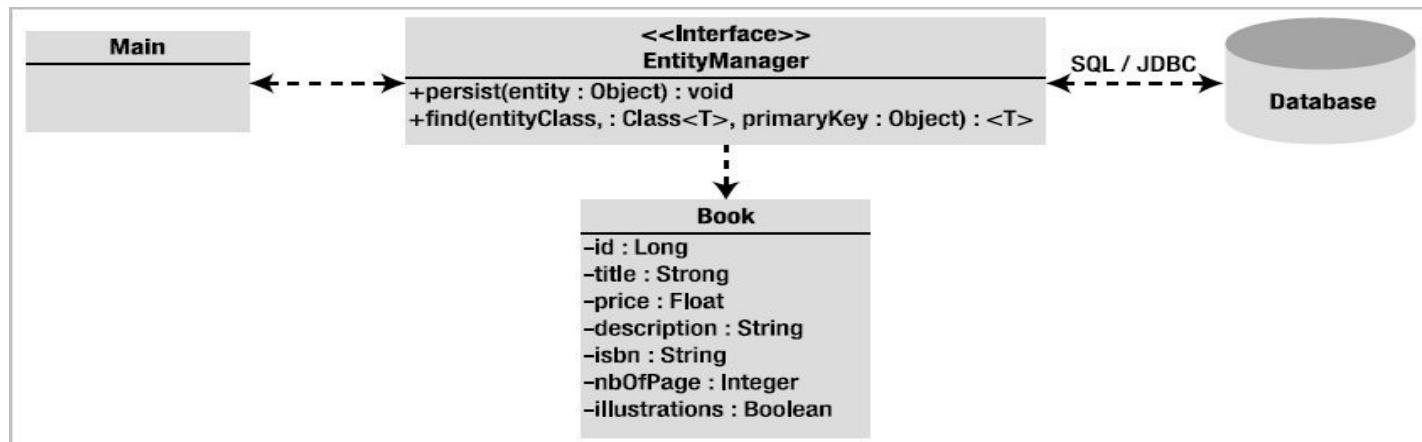 Main
<<Interface>>
EntityManager
+persist(entity : Object) : void
+find(entityClass, : Class<T>, primaryKey : Object) : <T>
SQL / JDBC
Database
Book
–id : Long
–title : Strong
–price : Float
–description : String
–isbn : String
–nbOfPage : Integer
–illustrations : Boolean